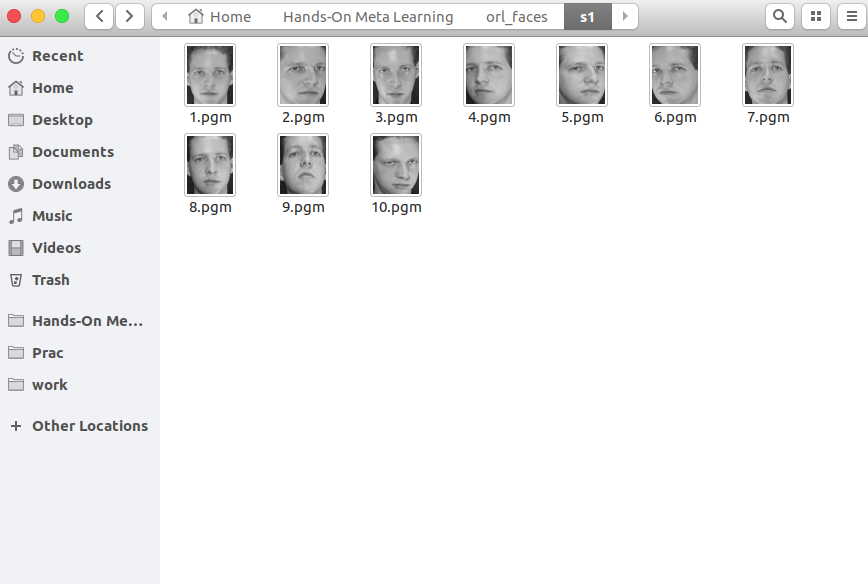 Home Hands-On Meta Learning orl_faces s1
Recent
Home
Desktop
Documents
Downloads
Music
Videos
Trash
Hands-On Me…
Prac
work
Other Locations
1.pgm 2.pgm 3.pgm 4.pgm 5.pgm 6.pgm 7.pgm
8.pgm 9.pgm 10.pgm